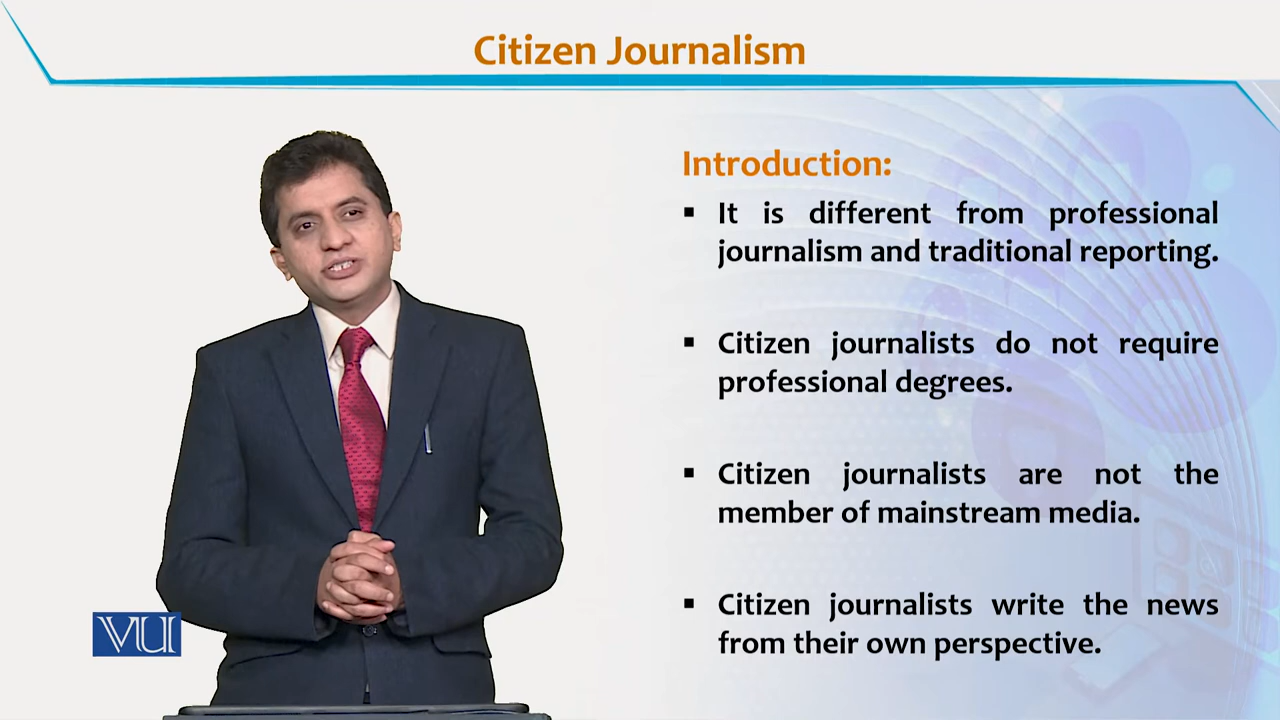 Citizen Journalism
Introduction:
▪ It is different from professional
journalism and traditional reporting.
▪ Citizen journalists do not require
professional degrees.
▪ Citizen journalists are not the
member of mainstream media.
▪ Citizen journalists write the news
from their own perspective.
VU